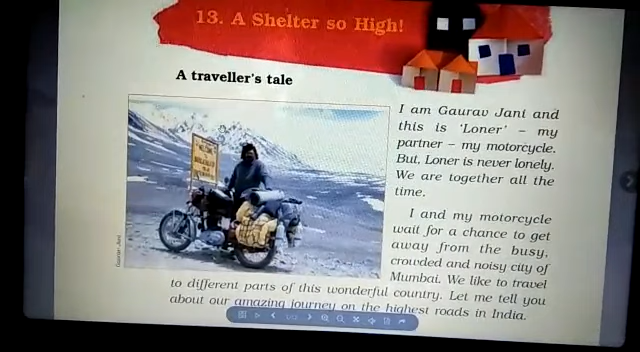 13. A Shelter so High!
A traveller's tale
I am Gaurav Jani and
this is 'Loner' – my
partner – my motorcycle.
But, Loner is never lonely.
We are together all the
time.
I and my motorcycle
wait for a chance to get
away from the busy,
crowded and noisy city of
Mumbai. We like to travel
to different parts of this wonderful country. Let me tell you
about our amazing journey on the highest roads in India.
Gaurav Jani